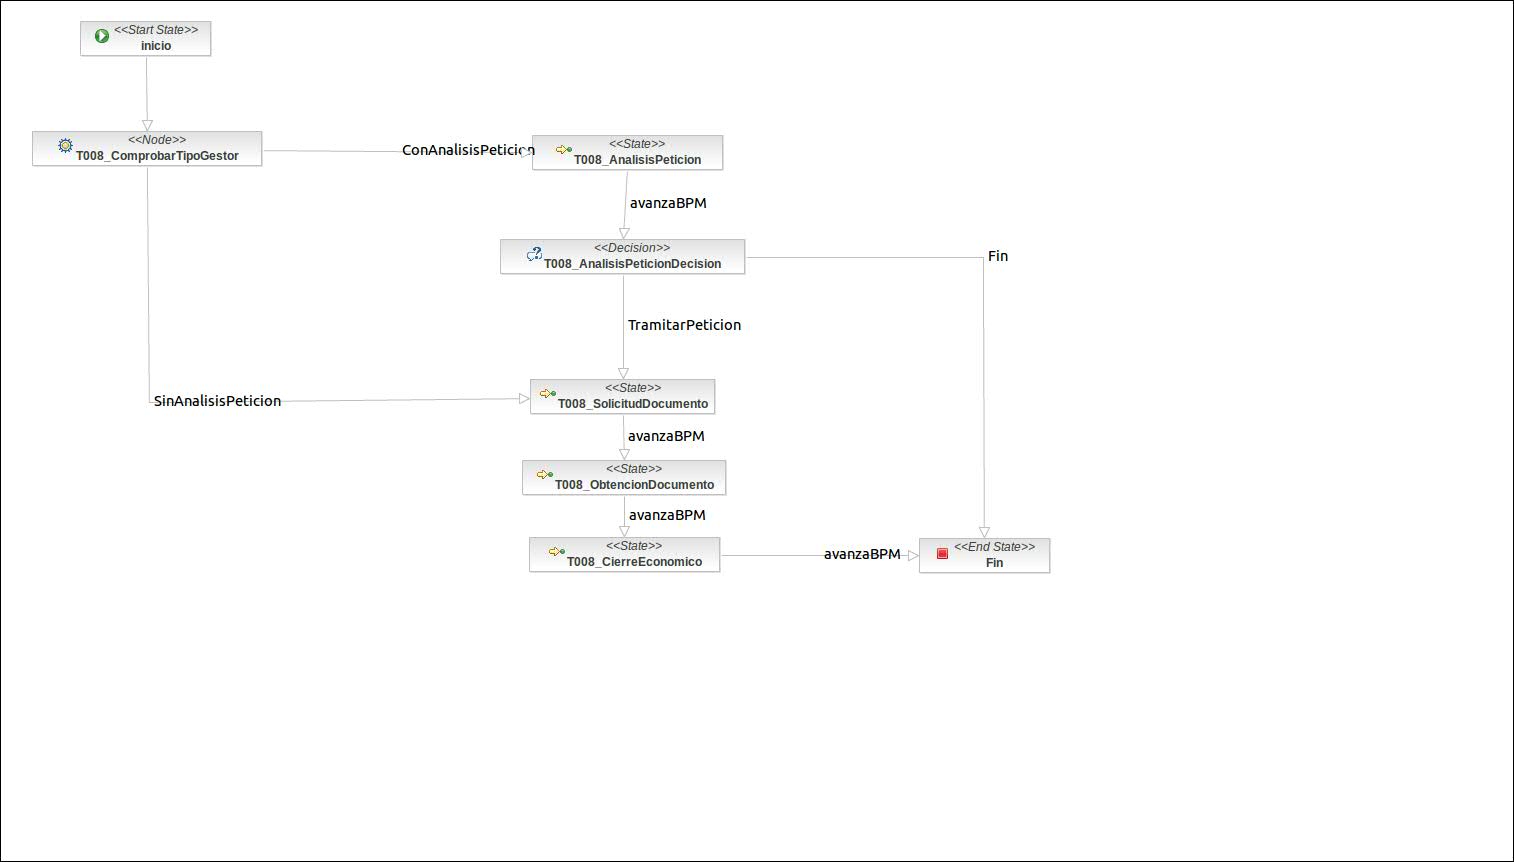 <<Start State>>
inicio
<<Node>>
T008_ComprobarTipoGestor
ConAnalisisPeticion
<<State>>
T008_AnalisisPeticion
avanzaBPM
<<Decision>>
T008_AnalisisPeticionDecision
Fin
TramitarPeticion
SinAnalisisPeticion
<<State>>
T008_SolicitudDocumento
avanzaBPM
<<State>>
T008_ObtencionDocumento
avanzaBPM
<<State>>
T008_CierreEconomico
avanzaBPM
<<End State>>
Fin